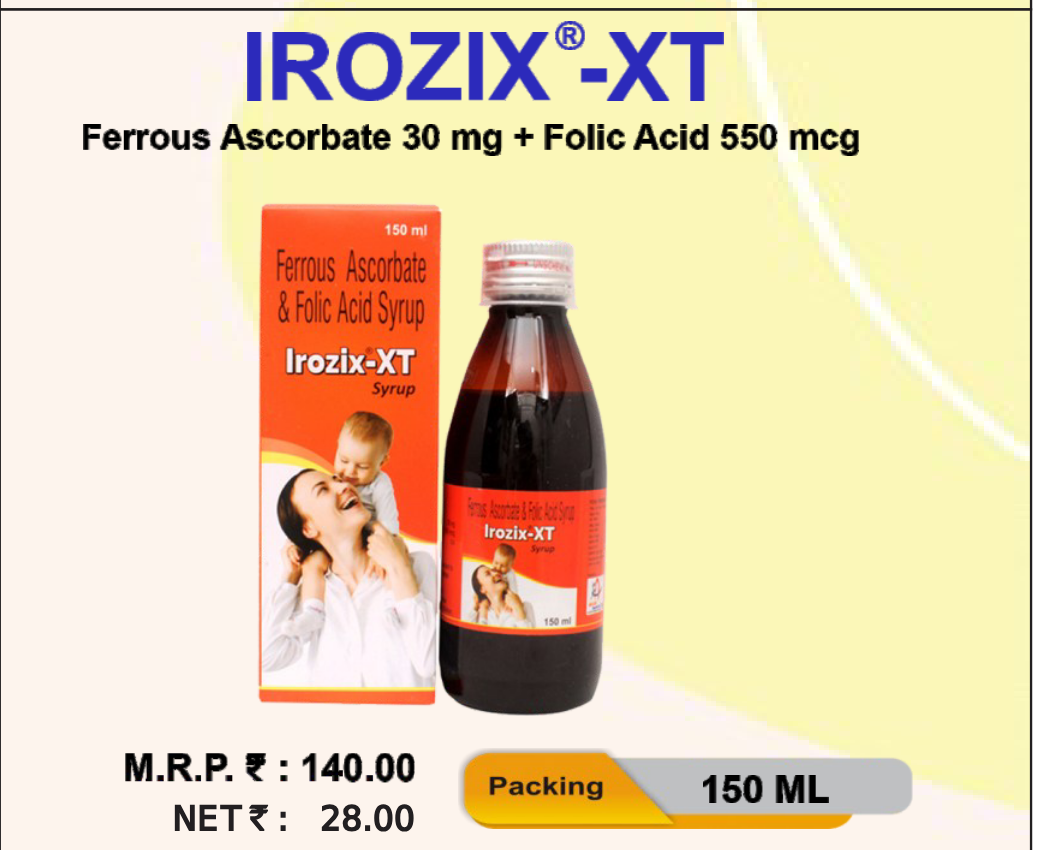 IROZIX®-XT
Ferrous Ascorbate 30 mg + Folic Acid 550 mcg
150 ml
Ferrous Ascorbate
& Folic Acid Syrup
Irozix®-XT
Syrup
Ferrous Ascorbate & Folic Acid Syrup
Irozix-XT
Syrup
150 ml
M.R.P. ₹ : 140.00
NET ₹ : 28.00
Packing
150 ML